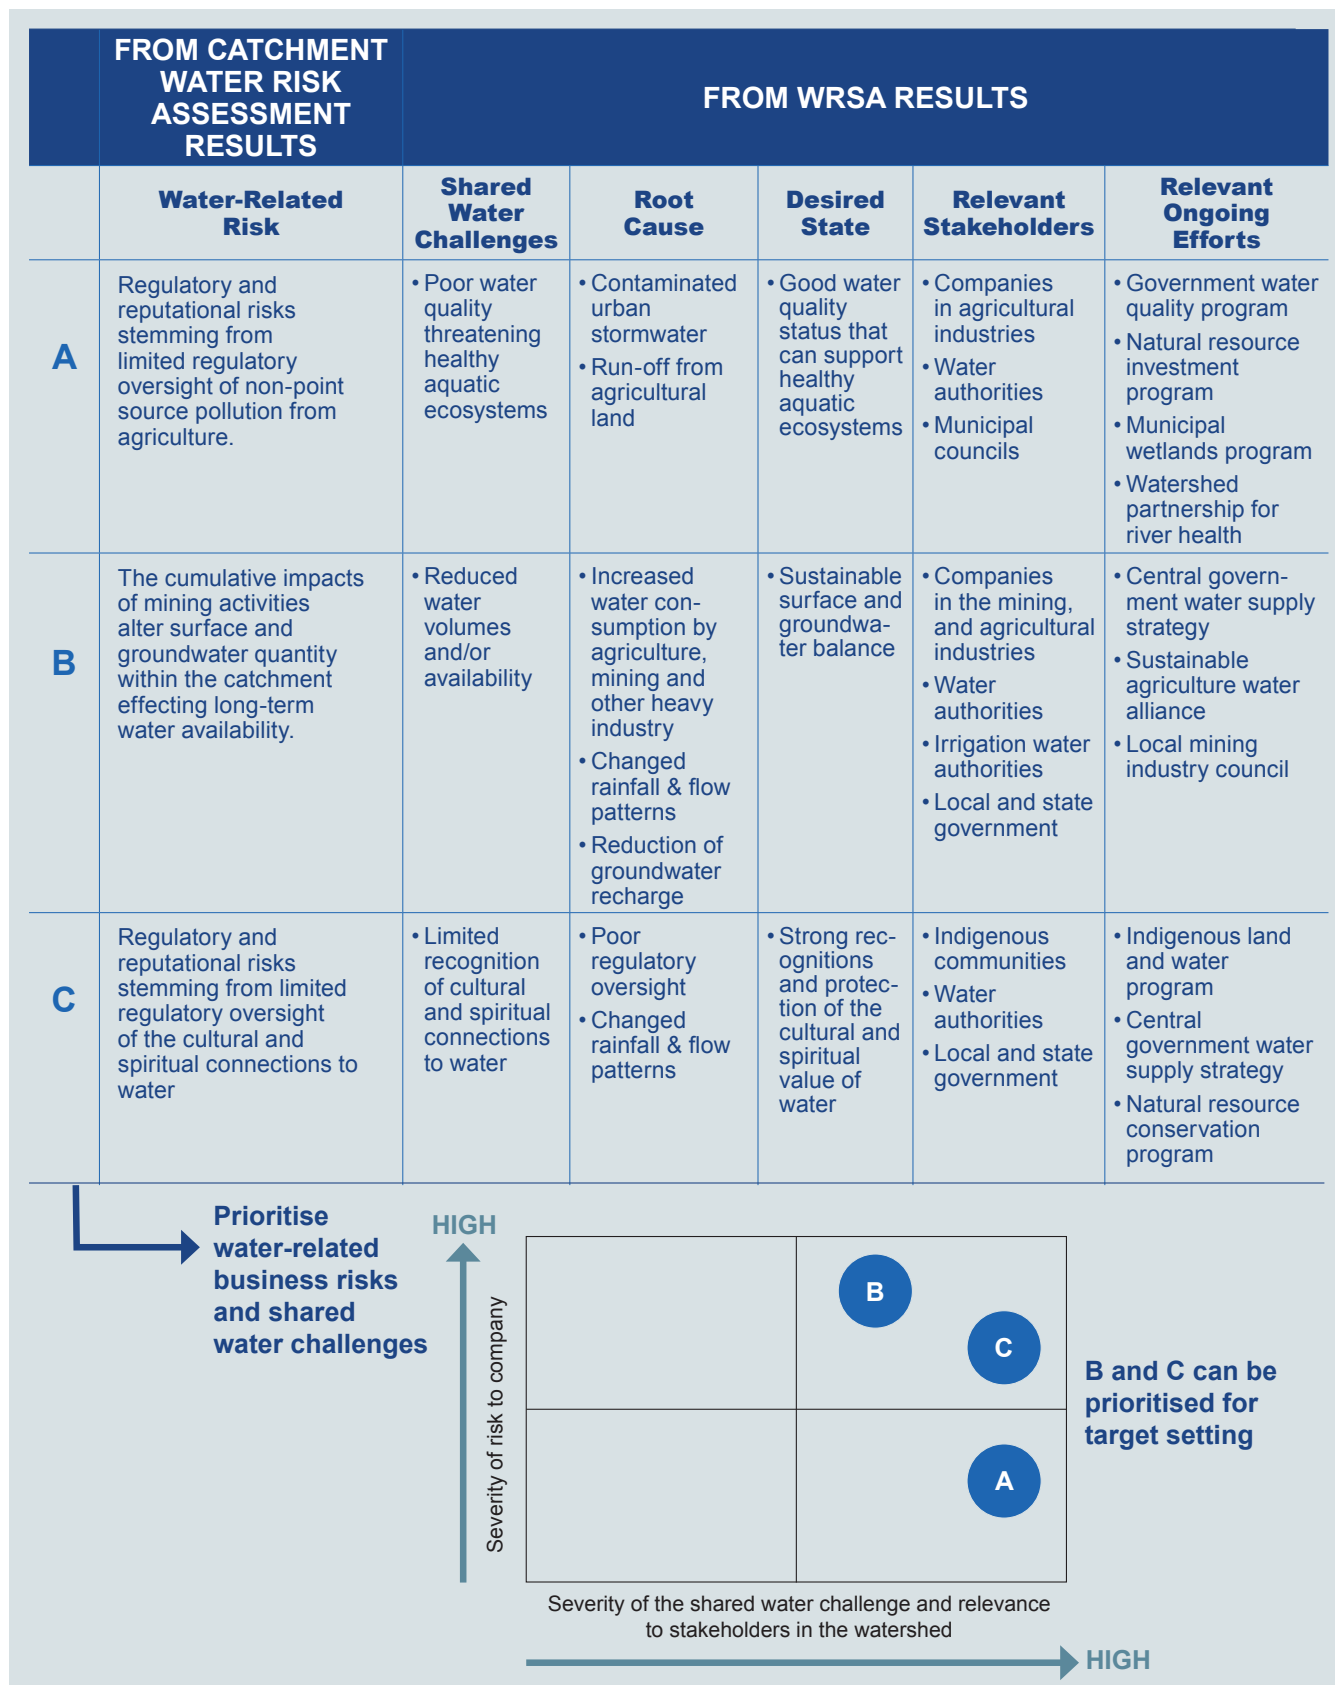 FROM CATCHMENT
WATER RISK
ASSESSMENT
RESULTS
FROM WRSA RESULTS
Water-Related
Risk
Shared
Water
Challenges
Root
Cause
Desired
State
Relevant
Stakeholders
Relevant
Ongoing
Efforts
A
Regulatory and
reputational risks
stemming from
limited regulatory
oversight of non-point
source pollution from
agriculture.
• Poor water
quality
threatening
healthy
aquatic
ecosystems
• Contaminated
urban
stormwater
• Run-off from
agricultural
land
• Good water
quality
status that
can support
healthy
aquatic
ecosystems
• Companies
in agricultural
industries
• Water
authorities
• Municipal
councils
• Government water
quality program
• Natural resource
investment
program
• Municipal
wetlands program
• Watershed
partnership for
river health
B
The cumulative impacts
of mining activities
alter surface and
groundwater quantity
within the catchment
effecting long-term
water availability.
• Reduced
water
volumes
and/or
availability
• Increased
water con-
sumption by
agriculture,
mining and
other heavy
industry
• Changed
rainfall & flow
patterns
• Reduction of
groundwater
recharge
• Sustainable
surface and
groundwa-
ter balance
• Companies
in the mining,
and agricultural
industries
• Water
authorities
• Irrigation water
authorities
• Local and state
government
• Central govern-
ment water supply
strategy
• Sustainable
agriculture water
alliance
• Local mining
industry council
C
Regulatory and
reputational risks
stemming from limited
regulatory oversight
of the cultural and
spiritual connections to
water
• Limited
recognition
of cultural
and spiritual
connections
to water
• Poor
regulatory
oversight
• Changed
rainfall & flow
patterns
• Strong rec-
ognitions
and protec-
tion of the
cultural and
spiritual
value of
water
• Indigenous
communities
• Water
authorities
• Local and state
government
• Indigenous land
and water
program
• Central
government water
supply strategy
• Natural resource
conservation
program
Prioritise
water-related
business risks
and shared
water challenges
HIGH
Severity of risk to company
B
C
A
B and C can be
prioritised for
target setting
Severity of the shared water challenge and relevance
to stakeholders in the watershed
HIGH